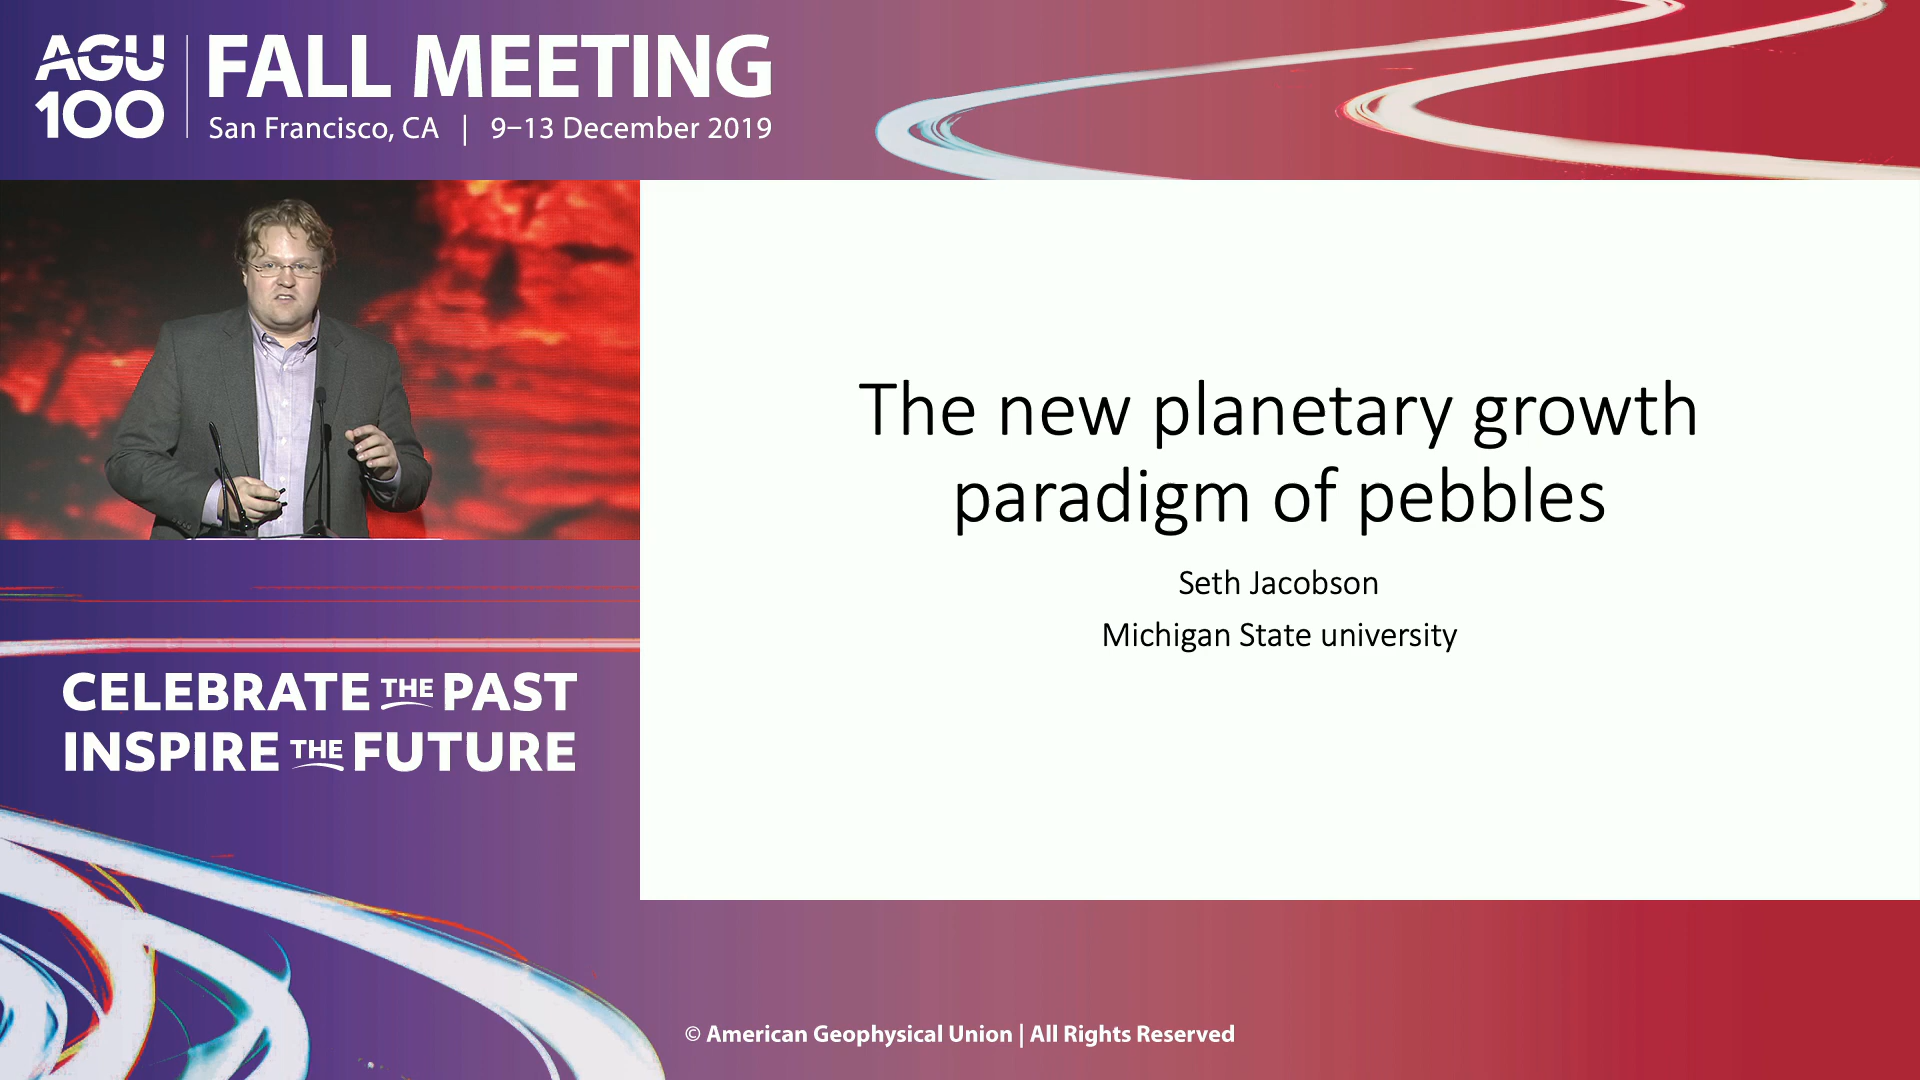 AGU
100
FALL MEETING
San Francisco, CA | 9–13 December 2019
The new planetary growth
paradigm of pebbles
Seth Jacobson
Michigan State university
CELEBRATE THE PAST
INSPIRE THE FUTURE
© American Geophysical Union | All Rights Reserved